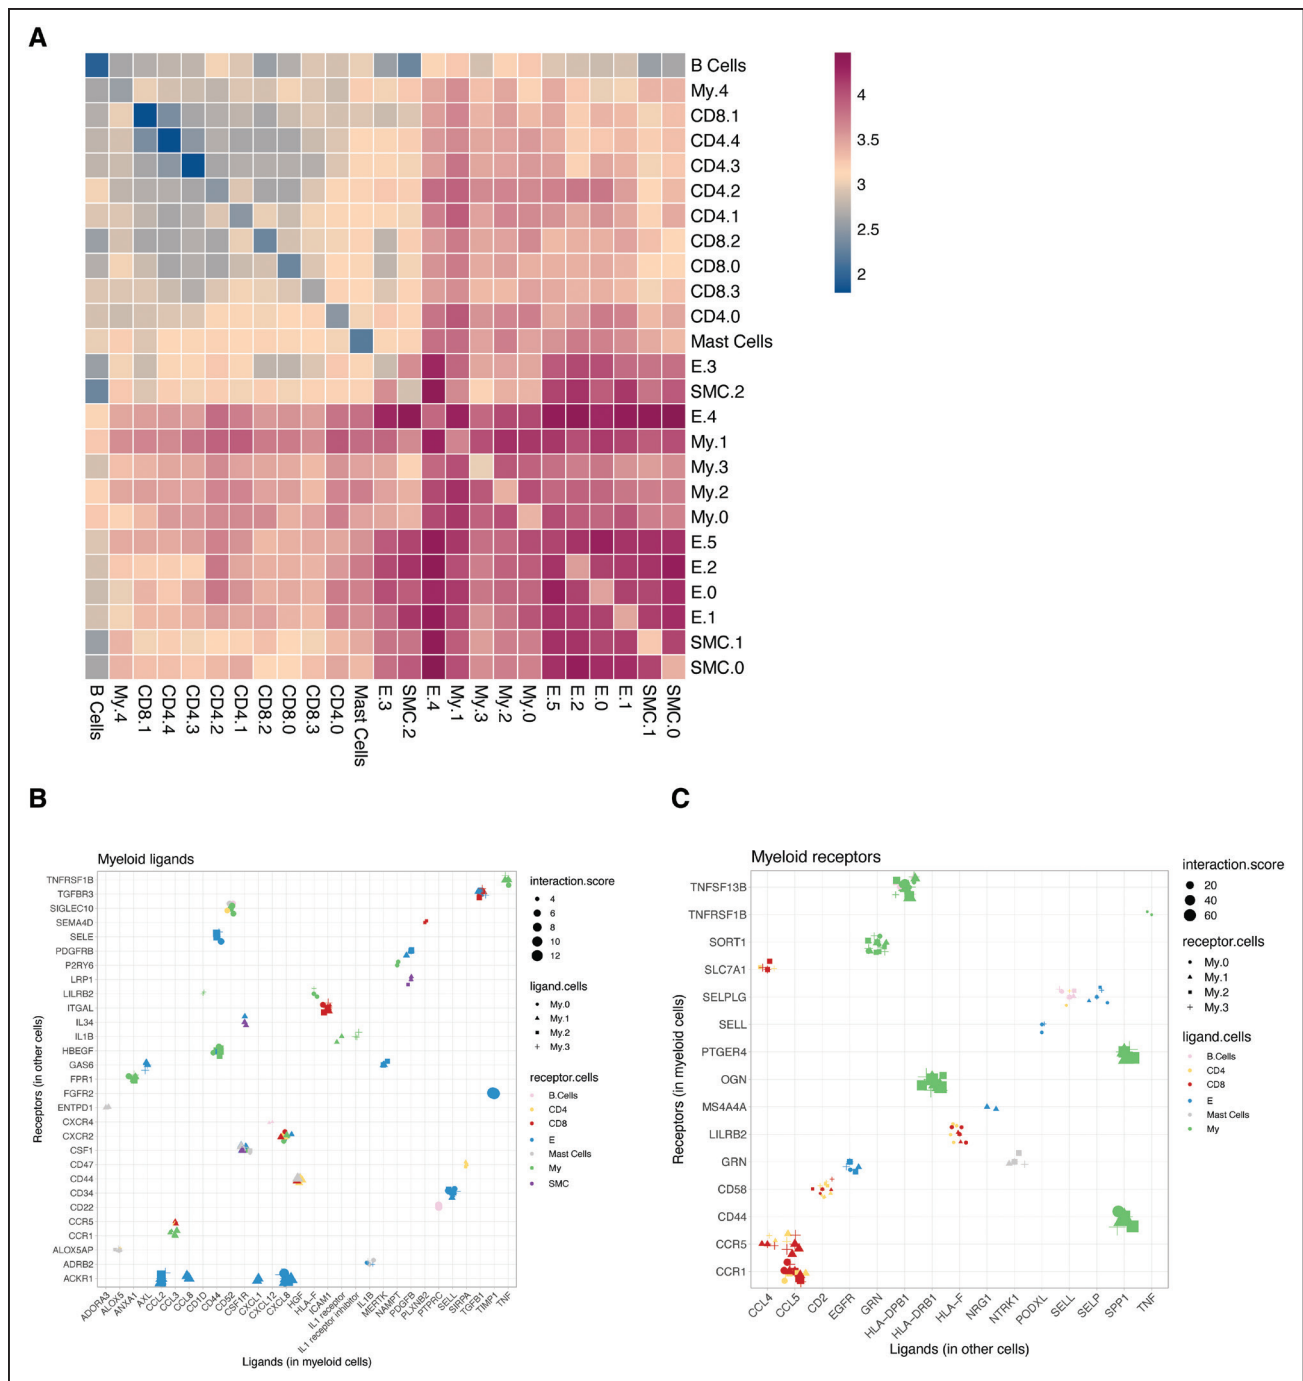 A
B Cells
My.4
CD8.1
CD4.4
CD4.3
CD4.2
CD4.1
CD8.2
CD8.0
CD8.3
CD4.0
Mast Cells
E.3
SMC.2
E.4
My.1
My.3
My.2
My.0
E.5
E.2
E.0
E.1
SMC.1
SMC.0
4
3.5
3
2.5
2
B Cells
My.4
CD8.1
CD4.4
CD4.3
CD4.2
CD4.1
CD8.2
CD8.0
CD8.3
CD4.0
Mast Cells
E.3
SMC.2
E.4
My.1
My.3
My.2
My.0
E.5
E.2
E.0
E.1
SMC.1
SMC.0
B
Myeloid ligands
Receptors (in other cells)
TNFRSF1B
TGFBR3
SIGLEC10
SEMA4D
SELE
PDGFRB
P2RY6
LRP1
LILRB2
ITGAL
IL34
IL1B
HBEGF
GAS6
FPR1
FGFR2
ENTPD1
CXCR4
CXCR2
CSF1
CD47
CD44
CD34
CD22
CCR5
CCR1
ALOX5AP
ADRB2
ACKR1
ADORA3
ALOX5
ANXA1
AXL
CCL2
CCL3
CCL8
CD1D
CD44
CD52
CSF1R
CXCL1
CXCL12
CXCL8
HGF
HLA-F
ICAM1
IL1 receptor
IL1 receptor inhibitor
IL1B
MERTK
NAMPT
PDGFB
PLXNB2
PTPRC
SELL
SIRPA
TGFB1
TIMP1
TNF
Ligands (in myeloid cells)
interaction.score
4
6
8
10
12
ligand.cells
My.0
My.1
My.2
My.3
receptor.cells
B.Cells
CD4
CD8
E
Mast Cells
My
SMC
C
Myeloid receptors
Receptors (in myeloid cells)
TNFSF13B
TNFRSF1B
SORT1
SLC7A1
SELPLG
SELL
PTGER4
OGN
MS4A4A
LILRB2
GRN
CD58
CD44
CCR5
CCR1
CCL4
CCL5
CD2
EGFR
GRN
HLA-DPB1
HLA-DRB1
HLA-F
NRG1
NTRK1
PODXL
SELL
SELP
SPP1
TNF
Ligands (in other cells)
interaction.score
20
40
60
receptor.cells
My.0
My.1
My.2
My.3
ligand.cells
B.Cells
CD4
CD8
E
Mast Cells
My